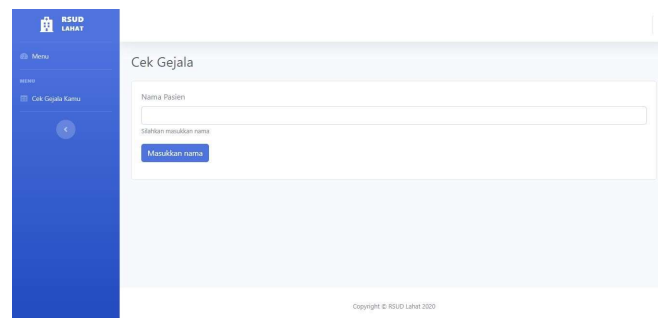 RSUD
LAHAT
Menu
MENU
Cek Gejala Kamu
Cek Gejala
Nama Pasien
Silahkan masukkan nama
Masukkan nama
Copyright © RSUD Lahat 2020